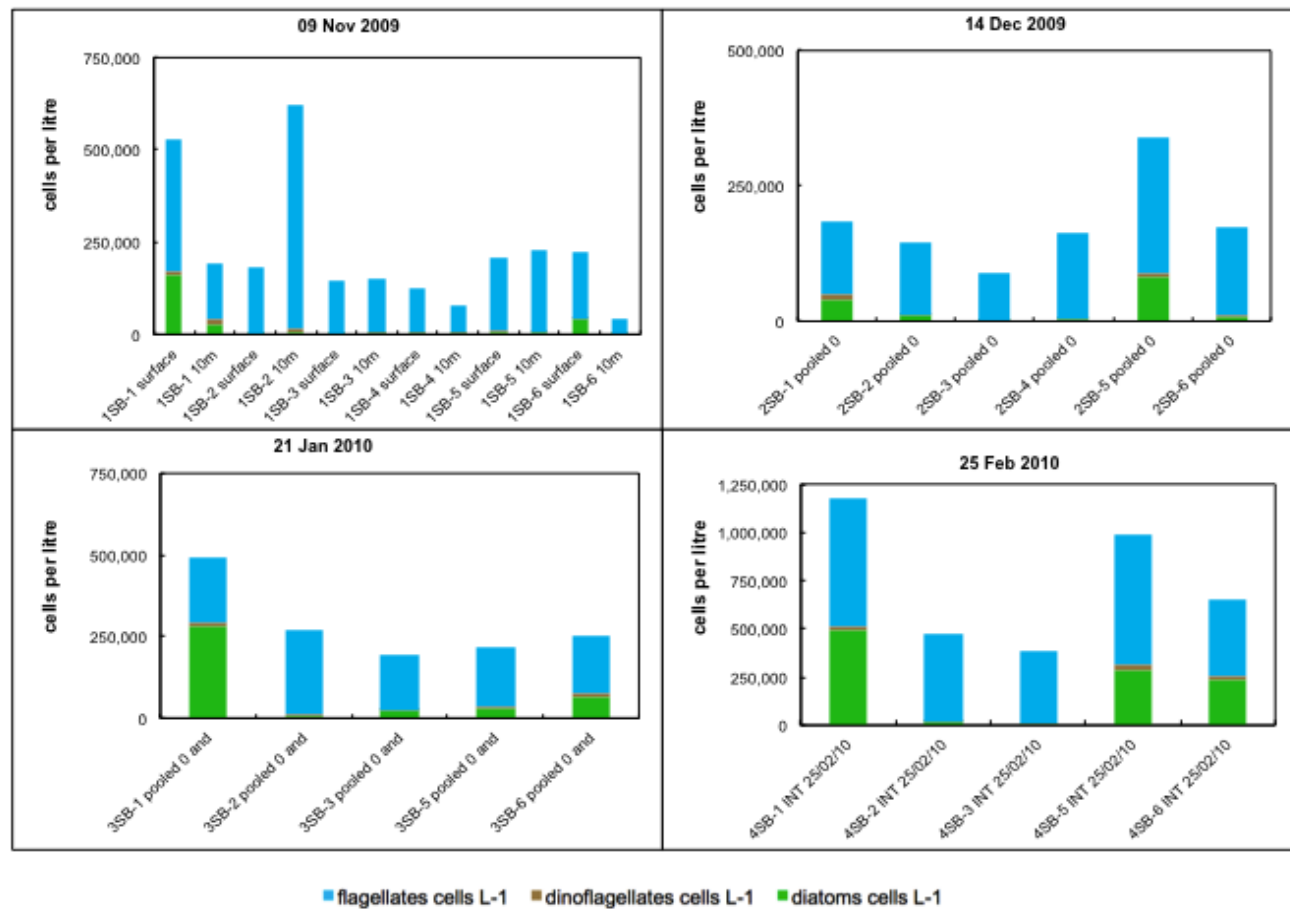 09 Nov 2009
cells per litre
750,000
500,000
250,000
0
1SB-1 surface
1SB-1 10m
1SB-2 surface
1SB-2 10m
1SB-3 surface
1SB-3 10m
1SB-4 surface
1SB-4 10m
1SB-5 surface
1SB-5 10m
1SB-6 surface
1SB-6 10m
14 Dec 2009
cells per litre
500,000
250,000
0
2SB-1 pooled 0
2SB-2 pooled 0
2SB-3 pooled 0
2SB-4 pooled 0
2SB-5 pooled 0
2SB-6 pooled 0
21 Jan 2010
cells per litre
750,000
500,000
250,000
0
3SB-1 pooled 0 and
3SB-2 pooled 0 and
3SB-3 pooled 0 and
3SB-5 pooled 0 and
3SB-6 pooled 0 and
25 Feb 2010
cells per litre
1,250,000
1,000,000
750,000
500,000
250,000
0
4SB-1 INT 25/02/10
4SB-2 INT 25/02/10
4SB-3 INT 25/02/10
4SB-5 INT 25/02/10
4SB-6 INT 25/02/10
flagellates cells L-1 dinoflagellates cells L-1 diatoms cells L-1